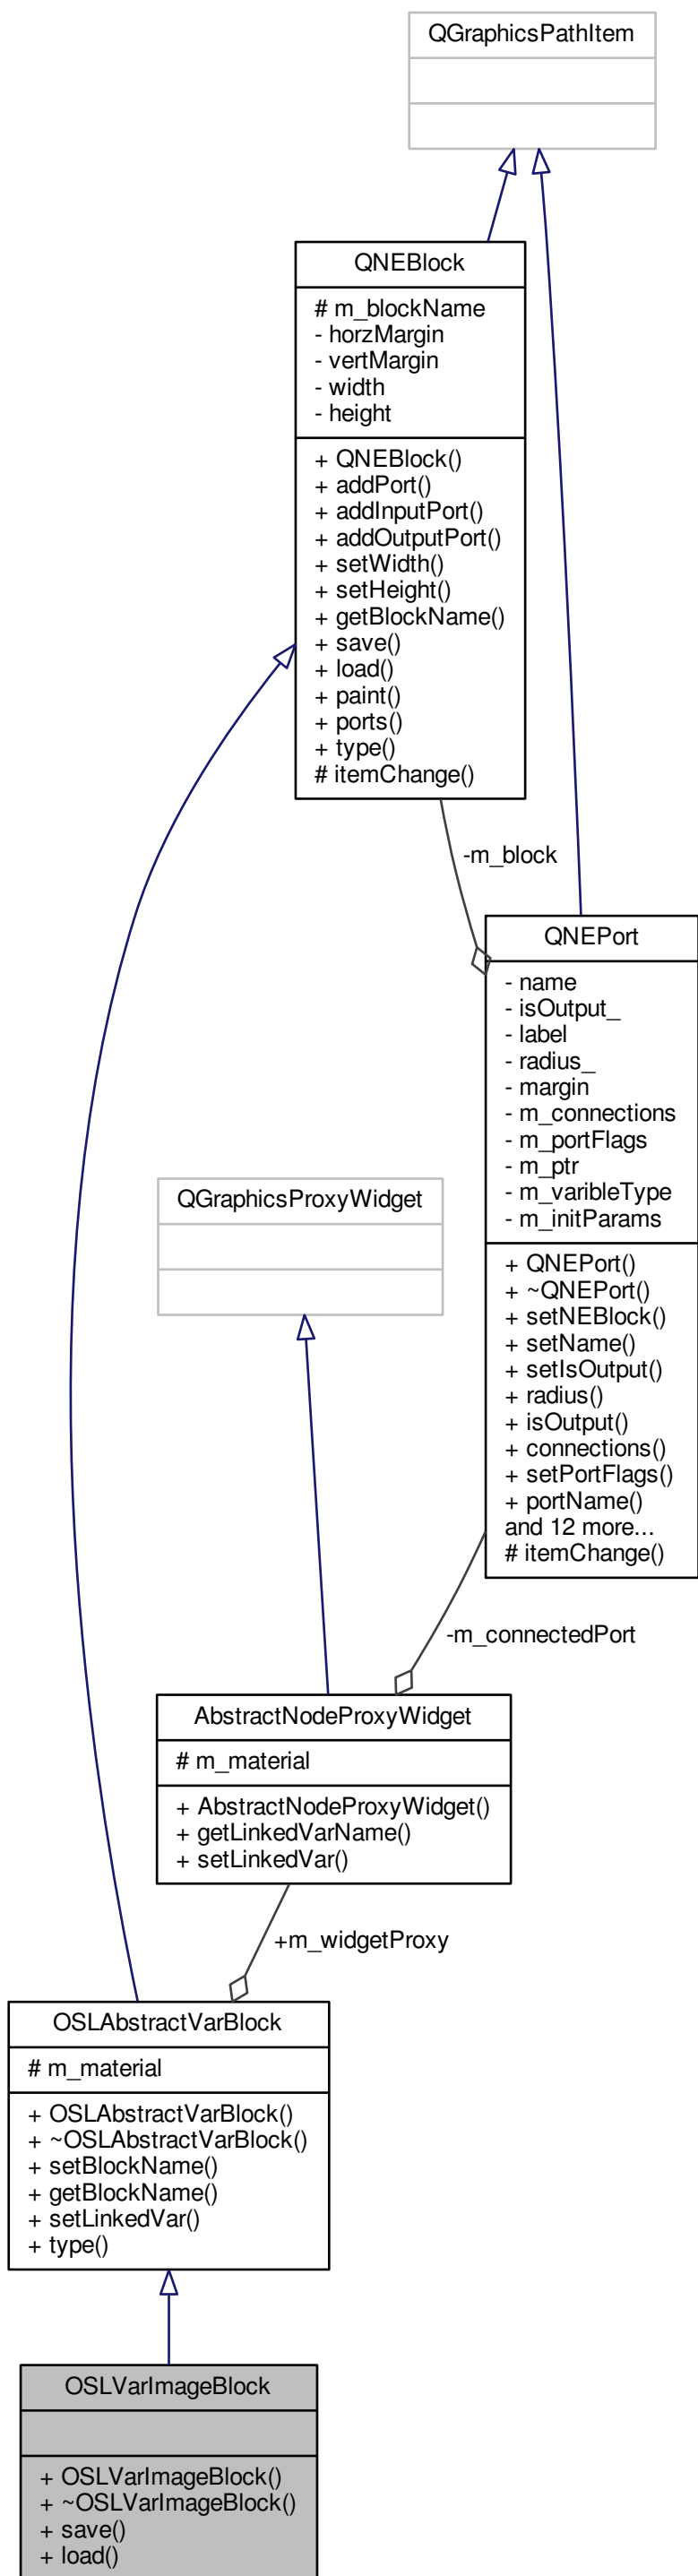 QGraphicsPathItem
QNEBlock
# m_blockName
- horzMargin
- vertMargin
- width
- height
+ QNEBlock()
+ addPort()
+ addInputPort()
+ addOutputPort()
+ setWidth()
+ setHeight()
+ getBlockName()
+ save()
+ load()
+ paint()
+ ports()
+ type()
# itemChange()
-m_block
QNEPort
- name
- isOutput_
- label
- radius_
- margin
- m_connections
- m_portFlags
- m_ptr
- m_varibleType
- m_initParams
+ QNEPort()
+ ~QNEPort()
+ setNEBlock()
+ setName()
+ setIsOutput()
+ radius()
+ isOutput()
+ connections()
+ setPortFlags()
+ portName()
and 12 more...
# itemChange()
QGraphicsProxyWidget
-m_connectedPort
AbstractNodeProxyWidget
# m_material
+ AbstractNodeProxyWidget()
+ getLinkedVarName()
+ setLinkedVar()
+m_widgetProxy
OSLAbstractVarBlock
# m_material
+ OSLAbstractVarBlock()
+ ~OSLAbstractVarBlock()
+ setBlockName()
+ getBlockName()
+ setLinkedVar()
+ type()
OSLVarImageBlock
+ OSLVarImageBlock()
+ ~OSLVarImageBlock()
+ save()
+ load()